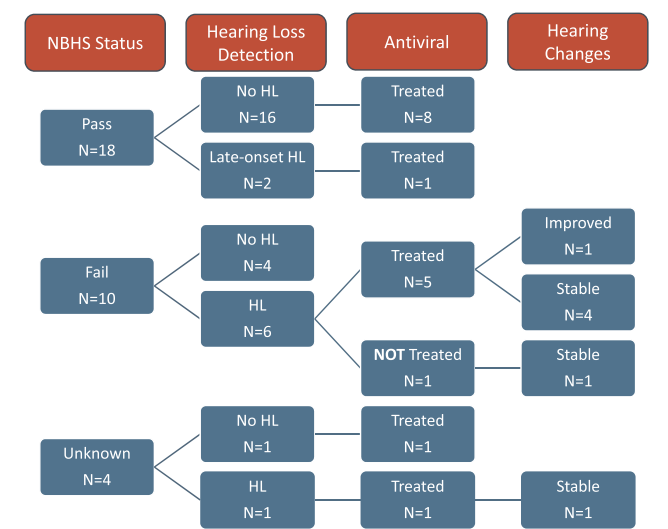 NBHS Status
Hearing Loss
Detection
Antiviral
Hearing
Changes
Pass
N=18
No HL
N=16
Treated
N=8
Late-onset HL
N=2
Treated
N=1
Fail
N=10
No HL
N=4
HL
N=6
Treated
N=5
Improved
N=1
Stable
N=4
NOT Treated
N=1
Stable
N=1
Unknown
N=4
No HL
N=1
Treated
N=1
HL
N=1
Treated
N=1
Stable
N=1